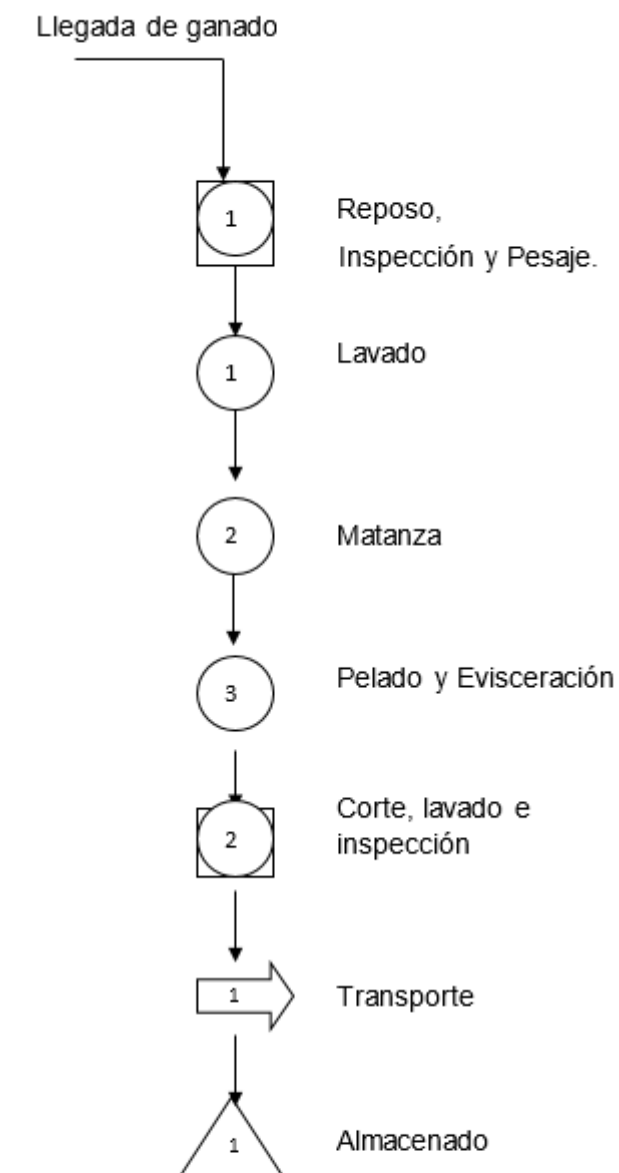 Llegada de ganado
1
Reposo,
Inspección y Pesaje.
1
Lavado
2
Matanza
3
Pelado y Evisceración
2
Corte, lavado e
inspección
1
Transporte
1
Almacenado